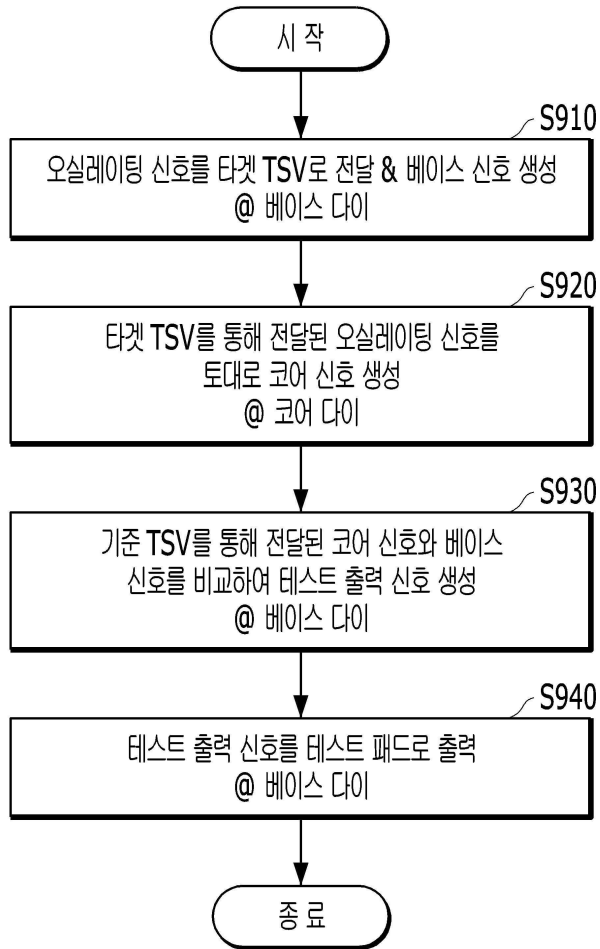 시 작
S910
오실레이팅 신호를 타겟 TSV로 전달 & 베이스 신호 생성
@ 베이스 다이
S920
타겟 TSV를 통해 전달된 오실레이팅 신호를
토대로 코어 신호 생성
@ 코어 다이
S930
기준 TSV를 통해 전달된 코어 신호와 베이스
신호를 비교하여 테스트 출력 신호 생성
@ 베이스 다이
S940
테스트 출력 신호를 테스트 패드로 출력
@ 베이스 다이
종 료